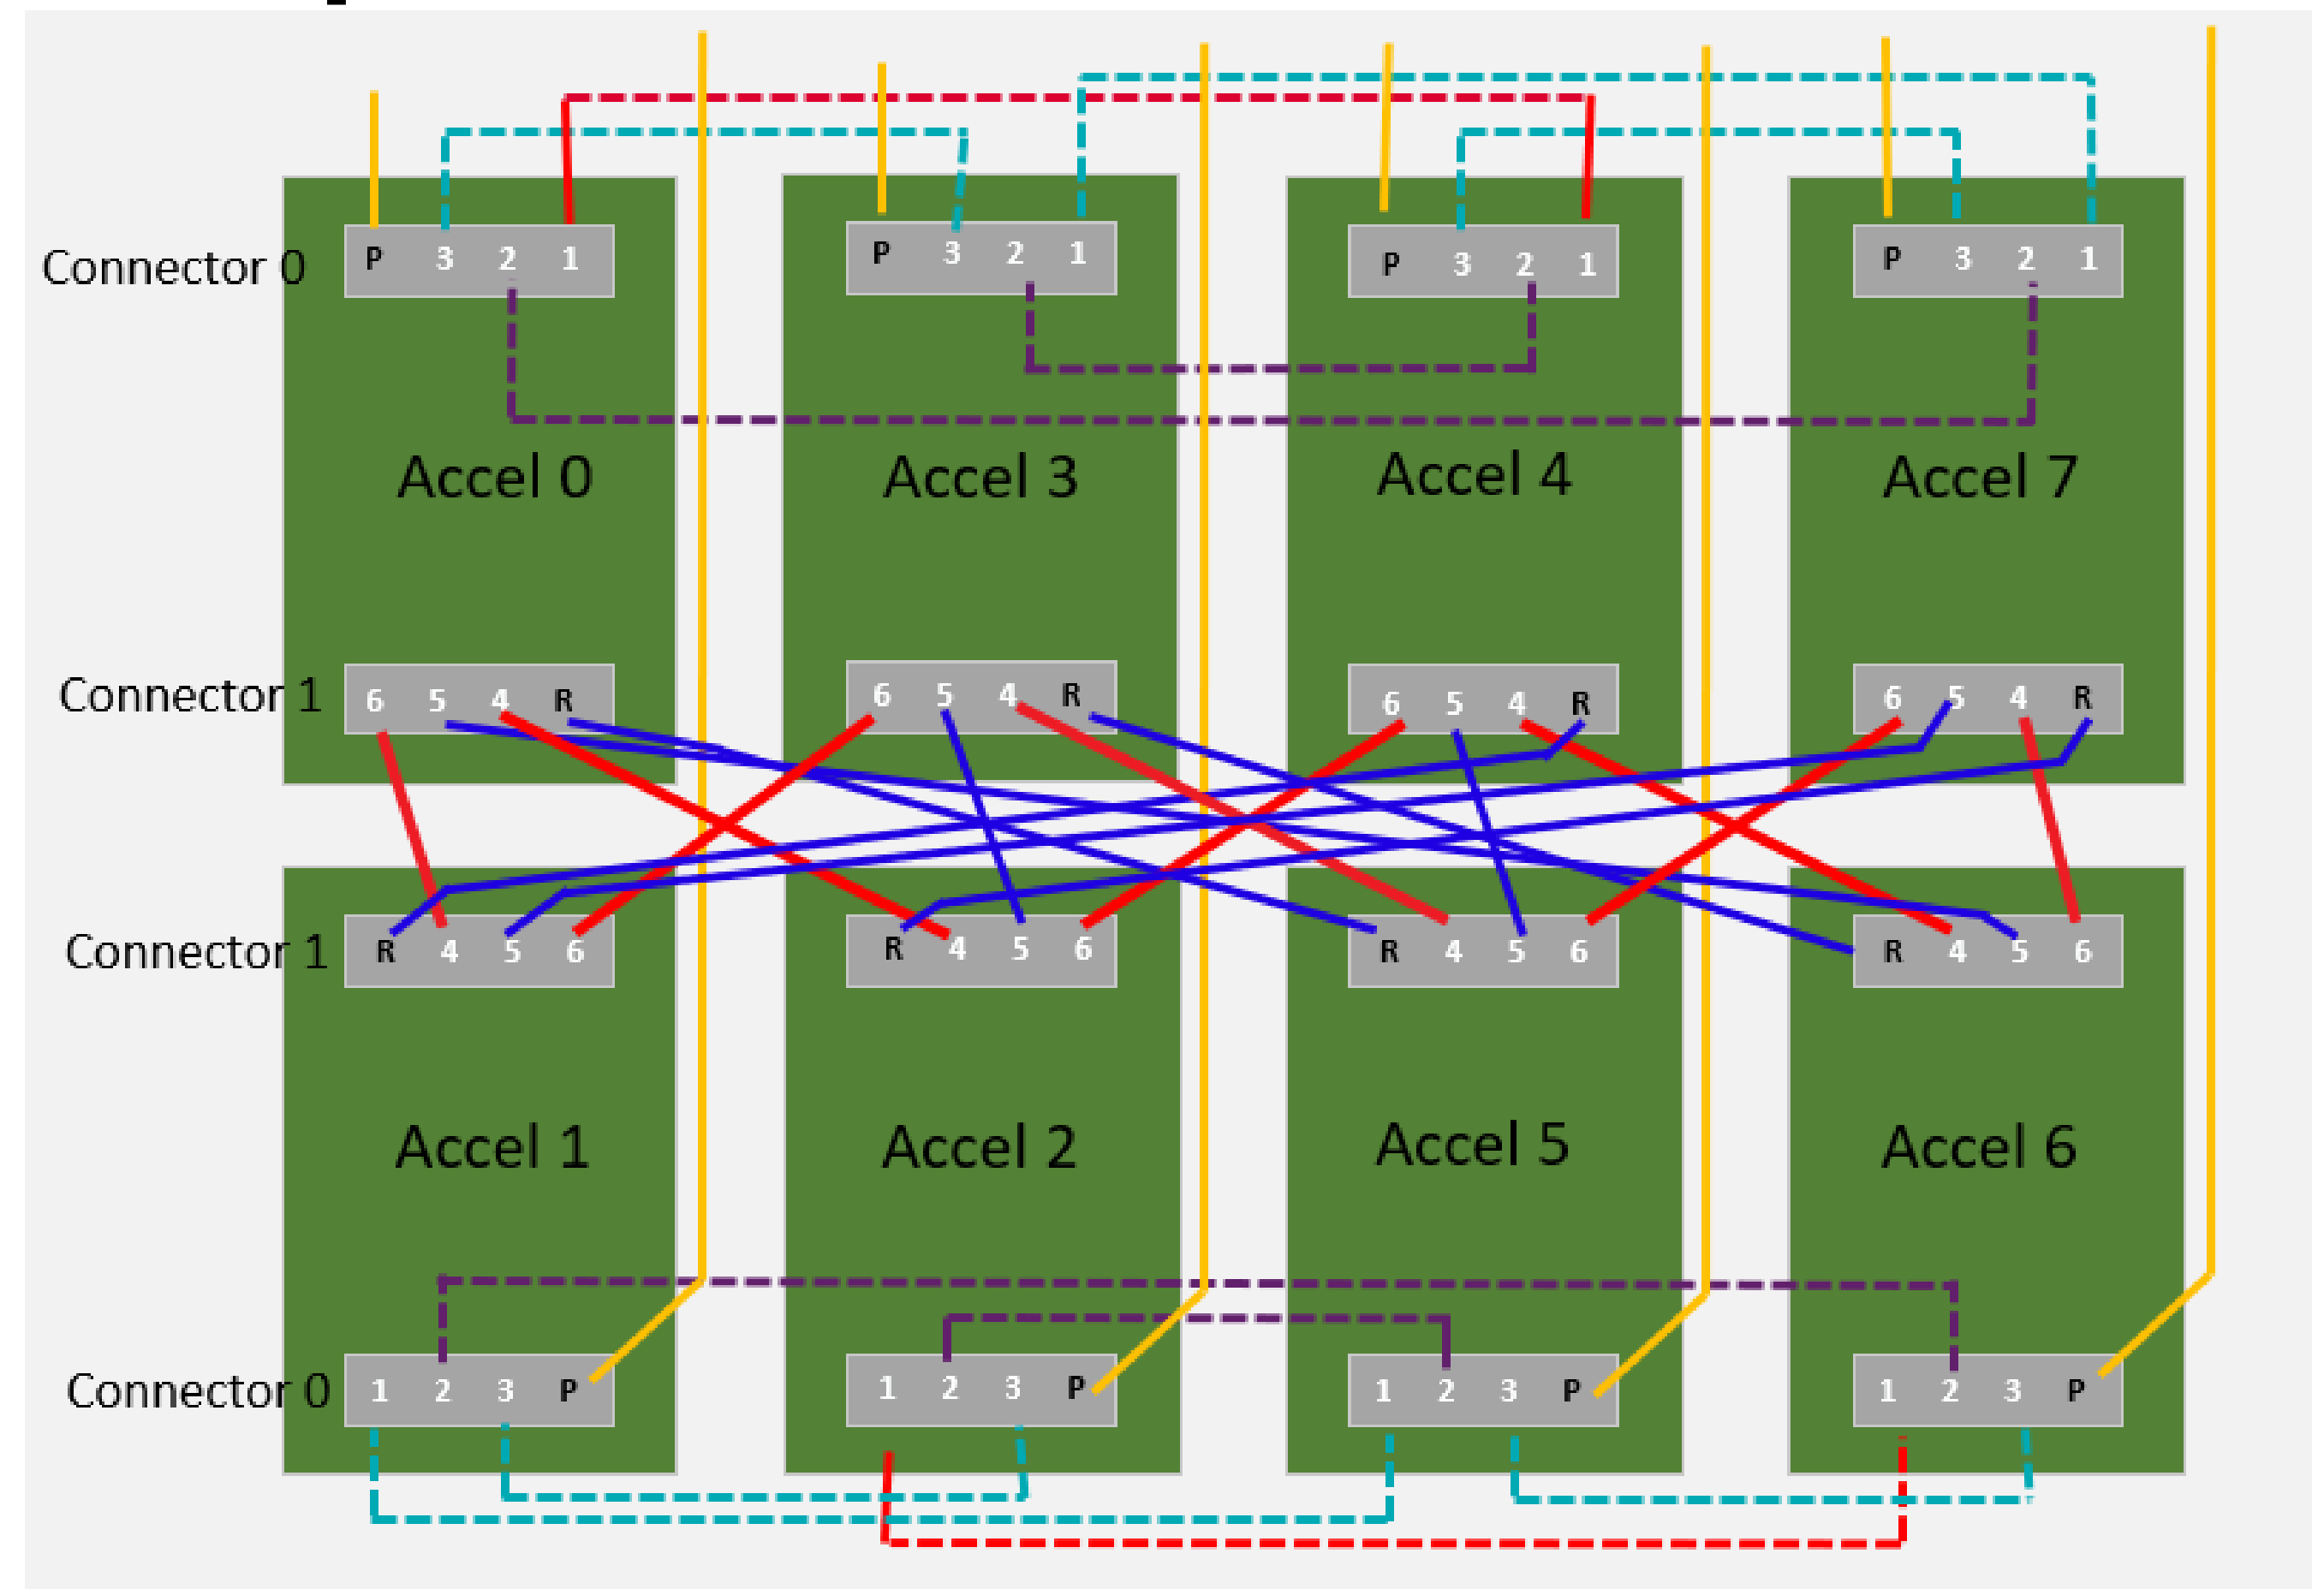 Connector 0
P 3 2 1
P 3 2 1
P 3 2 1
P 3 2 1
Accel 0
Accel 3
Accel 4
Accel 7
Connector 1
6 5 4 R
6 5 4 R
6 5 4 R
6 5 4 R
Connector 1
R 4 5 6
R 4 5 6
R 4 5 6
R 4 5 6
Accel 1
Accel 2
Accel 5
Accel 6
Connector 0
1 2 3 P
1 2 3 P
1 2 3 P
1 2 3 P